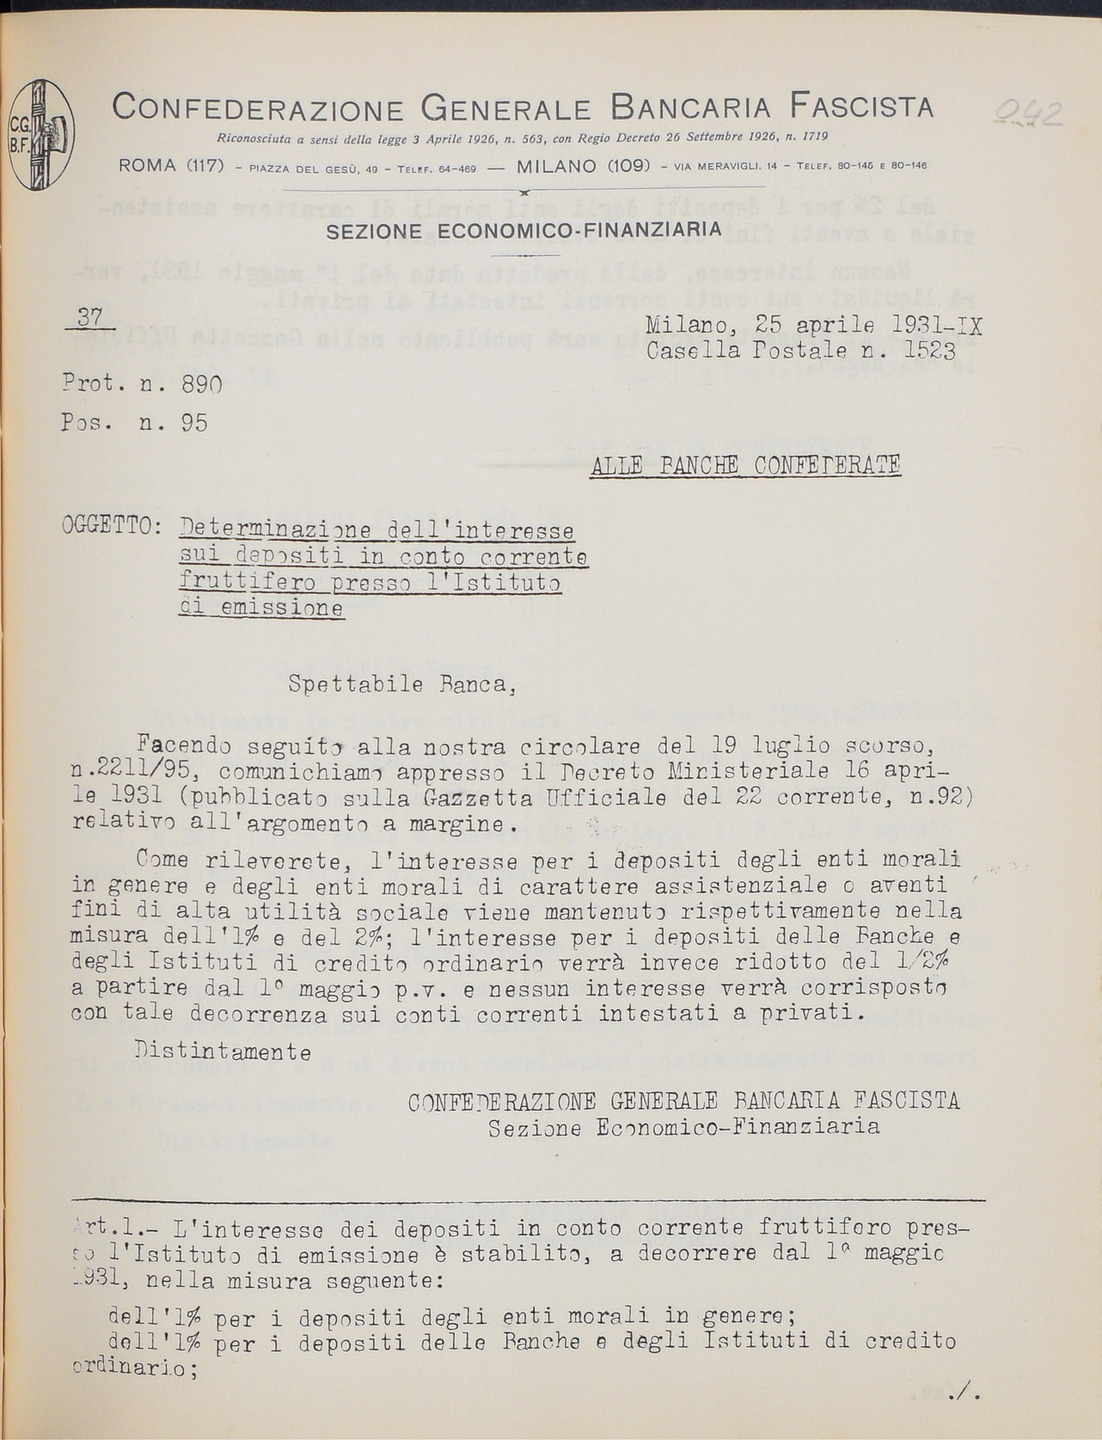 C.G.
B.F.
CONFEDERAZIONE GENERALE BANCARIA FASCISTA
042
Riconosciuta a sensi della legge 3 Aprile 1926, n. 563, con Regio Decreto 26 Settembre 1926, n. 1719
ROMA (117) - PIAZZA DEL GESÙ, 49 - TELEF. 64-469 — MILANO (109) - VIA MERAVIGLI, 14 - TELEF. 80-145 E 80-146
SEZIONE ECONOMICO-FINANZIARIA
37
Milano, 25 aprile 1931-IX
Casella Postale n. 1523
Prot. n. 890
Pos. n. 95
ALLE BANCHE CONFEDERATE
OGGETTO: Determinazione dell'interesse
sui depositi in conto corrente
fruttifero presso l'Istituto
di emissione
Spettabile Banca,
Facendo seguito alla nostra circolare del 19 luglio scorso,
n.2211/95, comunichiamo appresso il Decreto Ministeriale 16 apri-
le 1931 (pubblicato sulla Gazzetta Ufficiale del 22 corrente, n.92)
relativo all'argomento a margine.
Come rileverete, l'interesse per i depositi degli enti morali
in genere e degli enti morali di carattere assistenziale o aventi
fini di alta utilità sociale viene mantenuto rispettivamente nella
misura dell'1% e del 2%; l'interesse per i depositi delle Banche e
degli Istituti di credito ordinario verrà invece ridotto del 1/2%
a partire dal 1° maggio p.v. e nessun interesse verrà corrisposto
con tale decorrenza sui conti correnti intestati a privati.
Distintamente
CONFEDERAZIONE GENERALE BANCARIA FASCISTA
Sezione Economico-Finanziaria
Art.1.- L'interesse dei depositi in conto corrente fruttifero pres-
so l'Istituto di emissione è stabilito, a decorrere dal 1° maggio
1931, nella misura seguente:
dell'1% per i depositi degli enti morali in genere;
dell'1% per i depositi delle Banche e degli Istituti di credito
ordinario;
./.